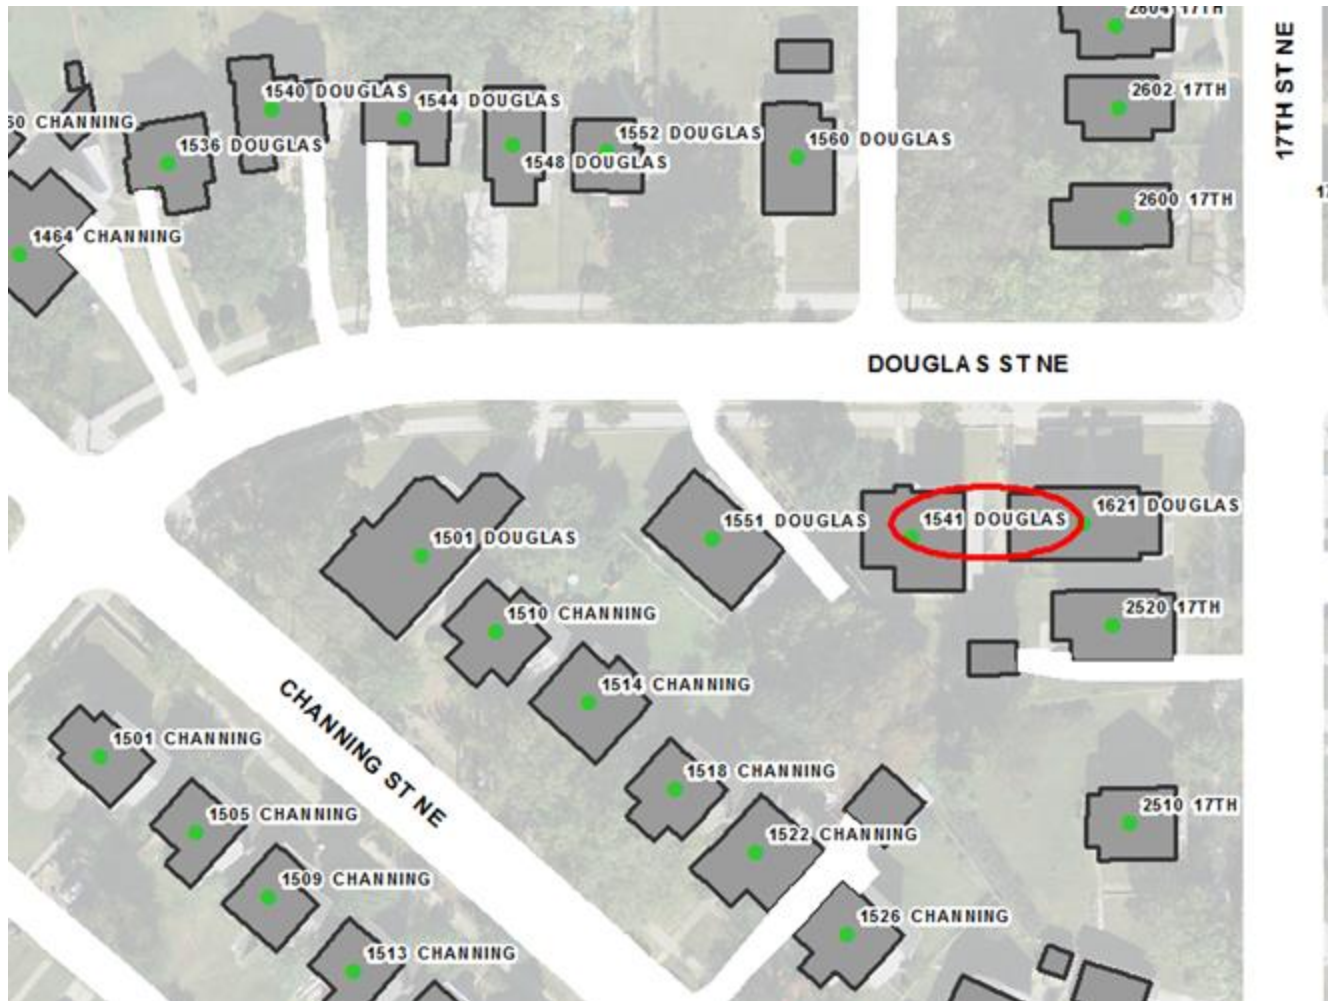 2604 17TH
17TH ST NE
1540 DOUGLAS
1544 DOUGLAS
2602 17TH
60 CHANNING
1536 DOUGLAS
1552 DOUGLAS
1548 DOUGLAS
1560 DOUGLAS
2600 17TH
1464 CHANNING
DOUGLAS ST NE
1551 DOUGLAS
1541 DOUGLAS
1621 DOUGLAS
1501 DOUGLAS
1510 CHANNING
2520 17TH
1514 CHANNING
CHANNING ST NE
1501 CHANNING
1518 CHANNING
1505 CHANNING
1522 CHANNING
2510 17TH
1509 CHANNING
1526 CHANNING
1513 CHANNING